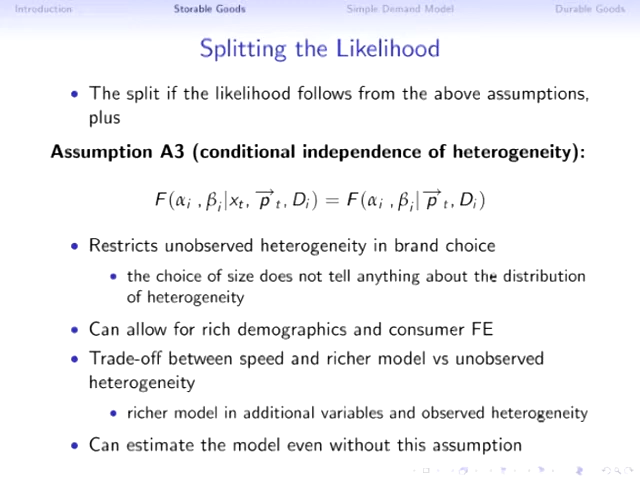 Introduction Storable Goods Simple Demand Model Durable Goods
Splitting the Likelihood
• The split if the likelihood follows from the above assumptions,
plus
Assumption A3 (conditional independence of heterogeneity):
F(αᵢ , βᵢ|xₜ, p⃗ ₜ, Dᵢ) = F(αᵢ , βᵢ| p⃗ ₜ, Dᵢ)
• Restricts unobserved heterogeneity in brand choice
• the choice of size does not tell anything about the distribution
of heterogeneity
• Can allow for rich demographics and consumer FE
• Trade-off between speed and richer model vs unobserved
heterogeneity
• richer model in additional variables and observed heterogeneity
• Can estimate the model even without this assumption